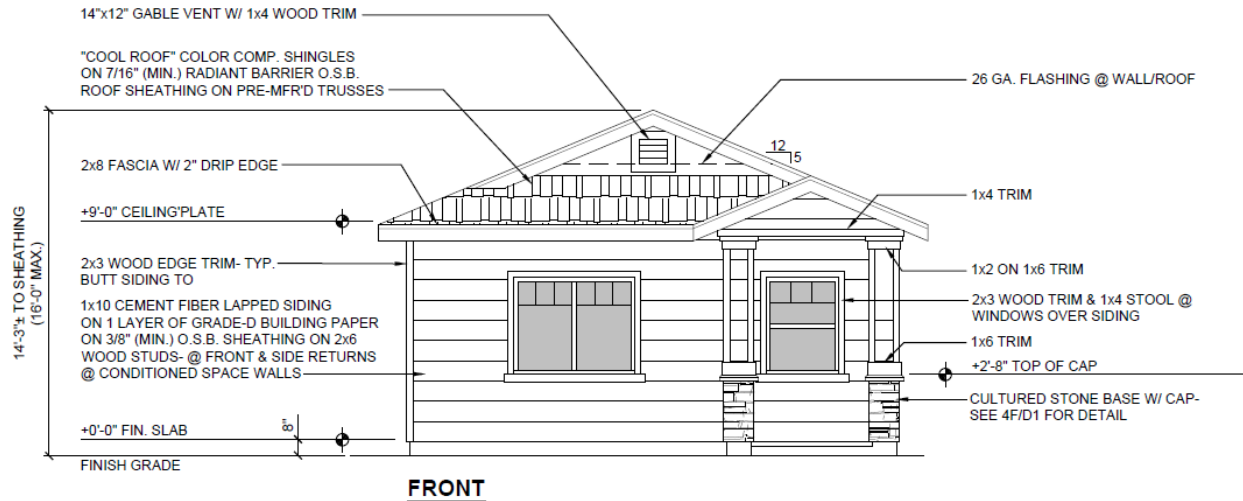 14"x12" GABLE VENT W/ 1x4 WOOD TRIM
"COOL ROOF" COLOR COMP. SHINGLES
ON 7/16" (MIN.) RADIANT BARRIER O.S.B.
ROOF SHEATHING ON PRE-MFR'D TRUSSES
2x8 FASCIA W/ 2" DRIP EDGE
+9'-0" CEILING'PLATE
14'-3"± TO SHEATHING
(16'-0" MAX.)
2x3 WOOD EDGE TRIM- TYP.
BUTT SIDING TO
1x10 CEMENT FIBER LAPPED SIDING
ON 1 LAYER OF GRADE-D BUILDING PAPER
ON 3/8" (MIN.) O.S.B. SHEATHING ON 2x6
WOOD STUDS- @ FRONT & SIDE RETURNS
@ CONDITIONED SPACE WALLS
+0'-0" FIN. SLAB
8"
FINISH GRADE
26 GA. FLASHING @ WALL/ROOF
12
5
1x4 TRIM
1x2 ON 1x6 TRIM
2x3 WOOD TRIM & 1x4 STOOL @
WINDOWS OVER SIDING
1x6 TRIM
+2'-8" TOP OF CAP
CULTURED STONE BASE W/ CAP-
SEE 4F/D1 FOR DETAIL
FRONT